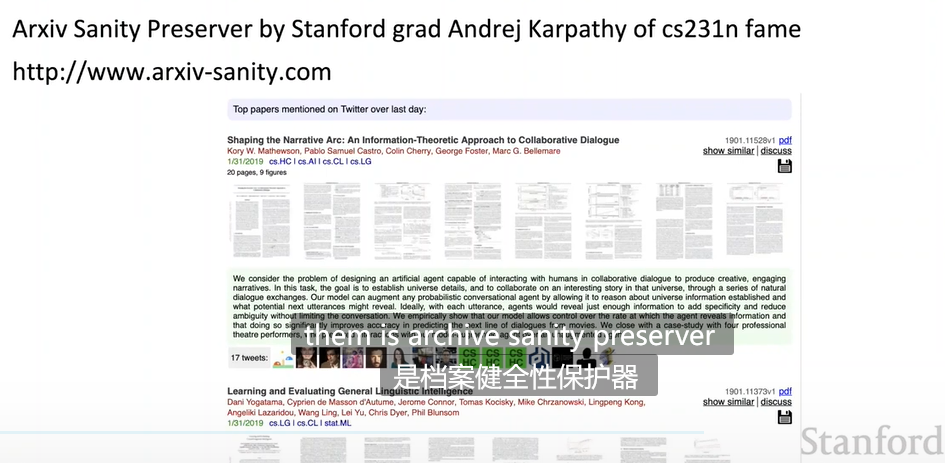 Arxiv Sanity Preserver by Stanford grad Andrej Karpathy of cs231n fame
http://www.arxiv-sanity.com
Top papers mentioned on Twitter over last day:
Shaping the Narrative Arc: An Information-Theoretic Approach to Collaborative Dialogue
1901.11528v1 pdf
Kory W. Mathewson, Pablo Samuel Castro, Colin Cherry, George Foster, Marc G. Bellemare
show similar | discuss
1/31/2019 cs.HC | cs.AI | cs.CL | cs.LG
20 pages, 9 figures
We consider the problem of designing an artificial agent capable of interacting with humans in collaborative dialogue to produce creative, engaging
narratives. In this task, the goal is to establish universe details, and to collaborate on an interesting story in that universe, through a series of natural
dialogue exchanges. Our model can augment any probabilistic conversational agent by allowing it to reason about universe information established and
what potential next utterances might reveal. Ideally, with each utterance, agents would reveal just enough information to add specificity and reduce
ambiguity without limiting the conversation. We empirically show that our model allows control over the rate at which the agent reveals information and
that doing so significantly improves accuracy in predicting the next line of dialogues from movies. We close with a case-study with four professional
theatre performers,
them is archive sanity preserver
17 tweets:
CS HC CS HC CS HC
是档案健全性保护器
Learning and Evaluating General Linguistic Intelligence
1901.11373v1 pdf
Dani Yogatama, Cyprien de Masson d'Autume, Jerome Connor, Tomas Kocisky, Mike Chrzanowski, Lingpeng Kong,
show similar | discuss
Angeliki Lazaridou, Wang Ling, Lei Yu, Chris Dyer, Phil Blunsom
1/31/2019 cs.LG | cs.CL | stat.ML
Stanford